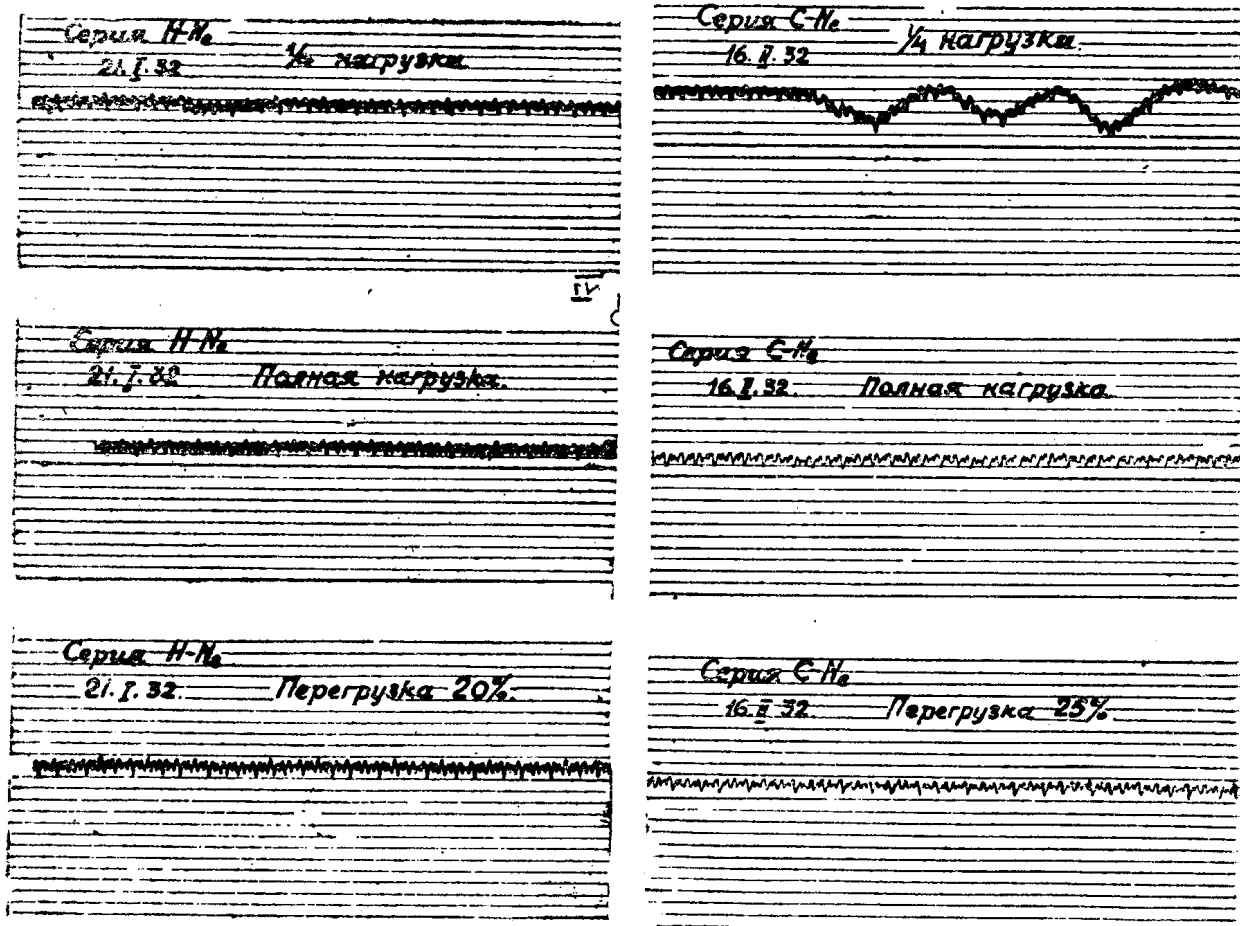 Серия H-Ne
21.I.32 нагрузки
Серия C-Ne
16.II.32 1/4 нагрузки
IV
Серия H-Ne
21.I.32 Полная нагрузка.
Серия C-Ne
16.II.32. Полная нагрузка
Серия H-Ne
21.I.32 Перегрузка 20%.
Серия C-Ne
16.II 32. Перегрузка 25%